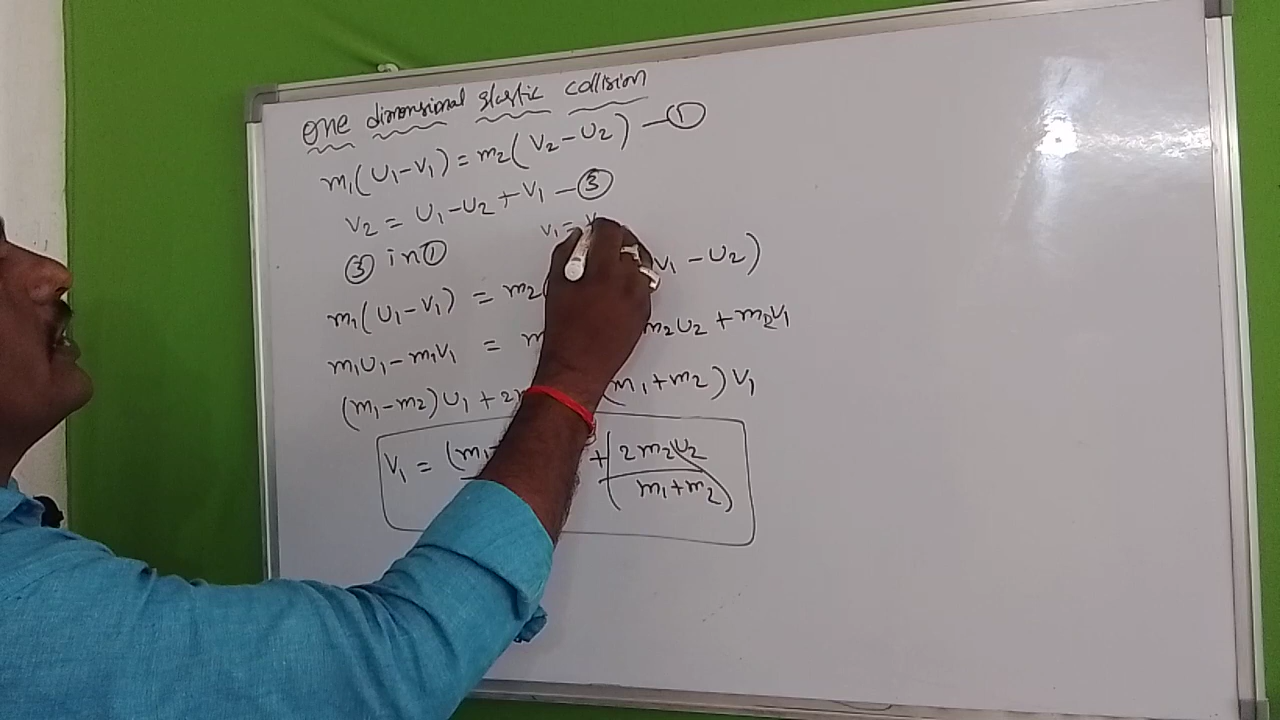 One dimensional elastic collision
m₁(U₁-V₁) = m₂(V₂-U₂) — ①
V₂ = U₁-U₂+V₁ — ③
V₁ =
③ in ①
m₁(U₁-V₁) = m₂( V₁ - U₂)
m₁U₁-m₁V₁ = m₂U₂ + m₂V₁
(m₁-m₂)U₁ + 2 (m₁+m₂)V₁
V₁ = (m₁ + (2m₂U₂ / m₁+m₂)